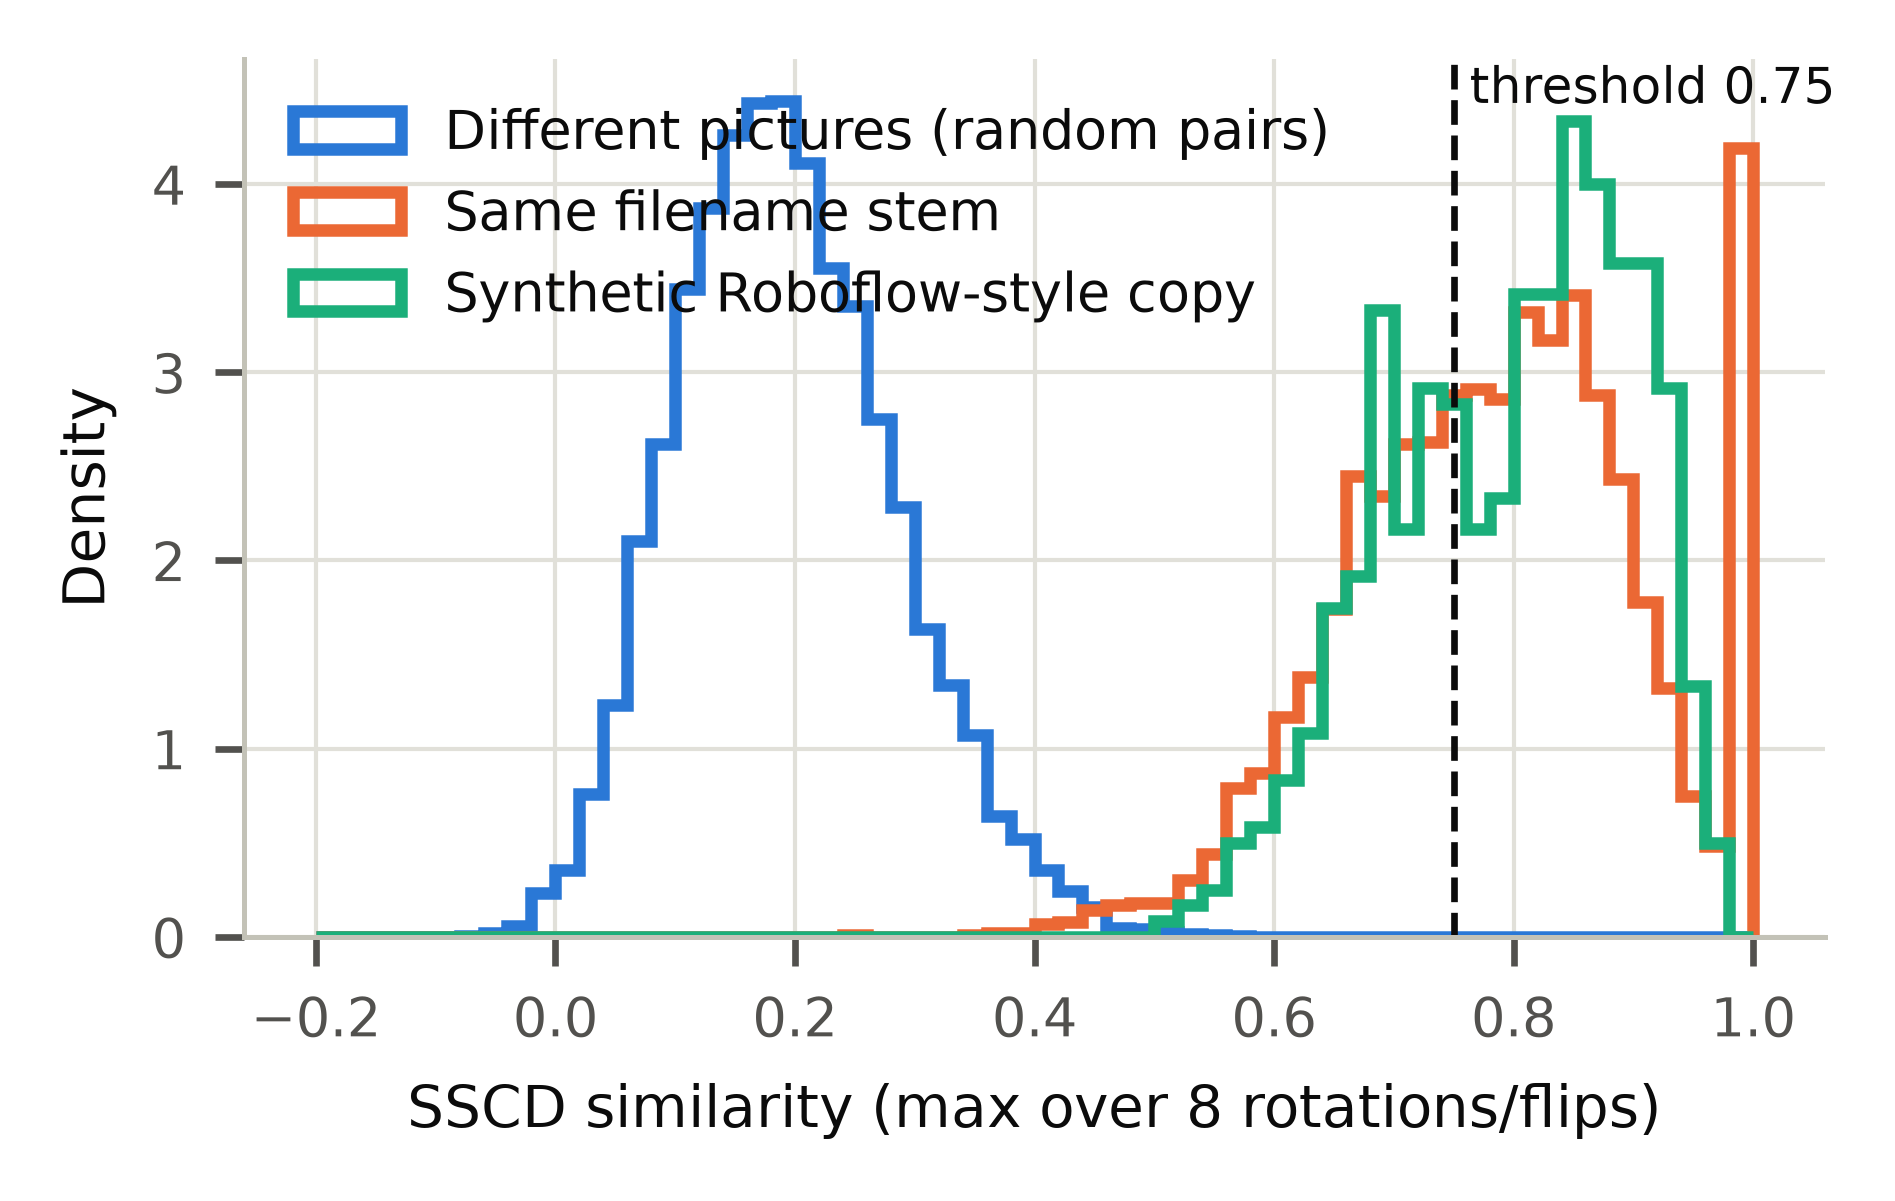 threshold 0.75
Different pictures (random pairs)
Same filename stem
Synthetic Roboflow-style copy
Density
4
3
2
1
0
−0.2 0.0 0.2 0.4 0.6 0.8 1.0
SSCD similarity (max over 8 rotations/flips)